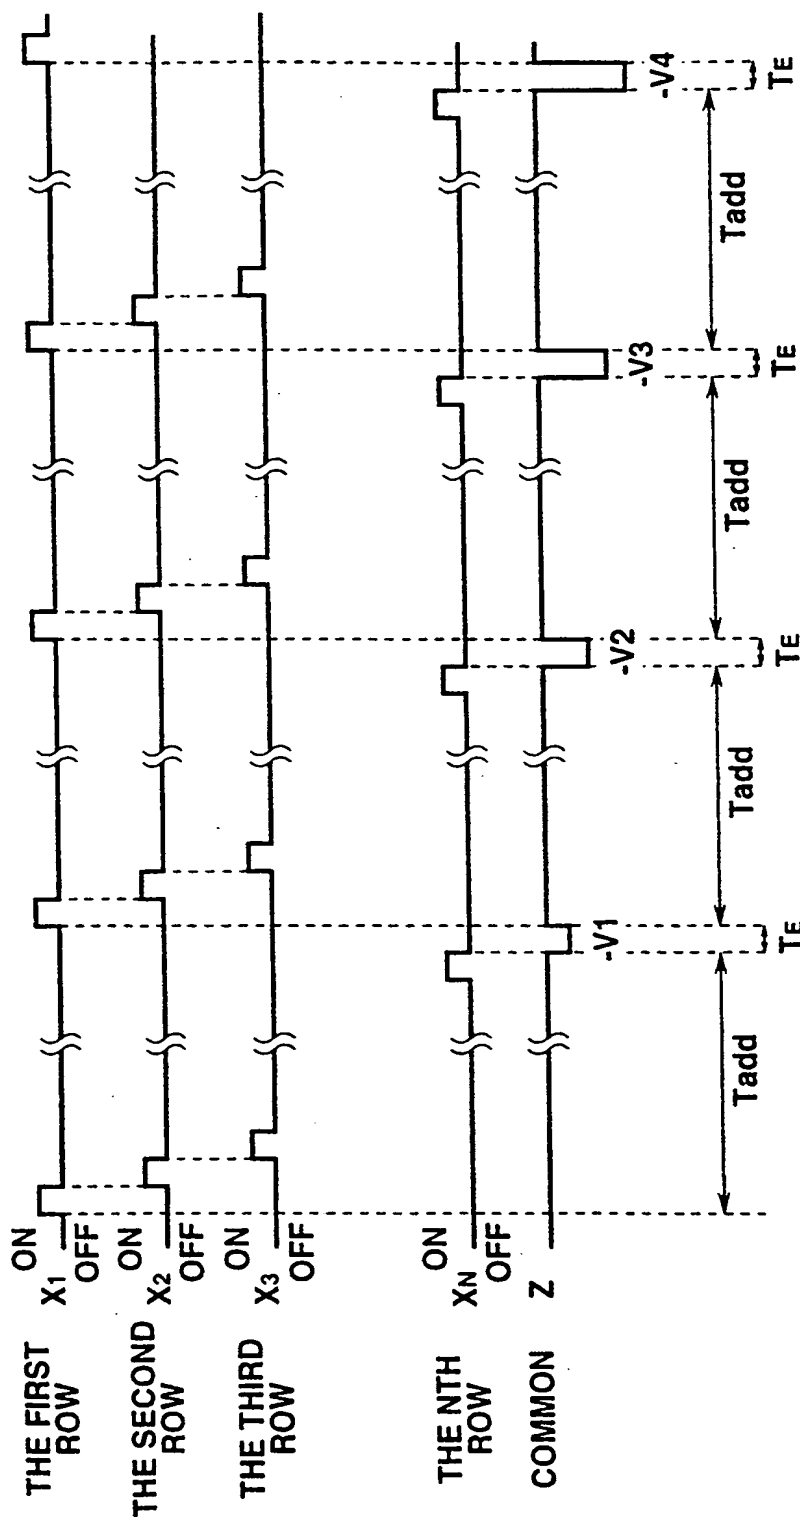 THE FIRST
ROW
X1
ON
OFF
THE SECOND
ROW
X2
ON
OFF
THE THIRD
ROW
X3
ON
OFF
THE NTH
ROW
XN
ON
OFF
COMMON
Z
-V1
-V2
-V3
-V4
Tadd
TE
Tadd
TE
Tadd
TE
Tadd
TE